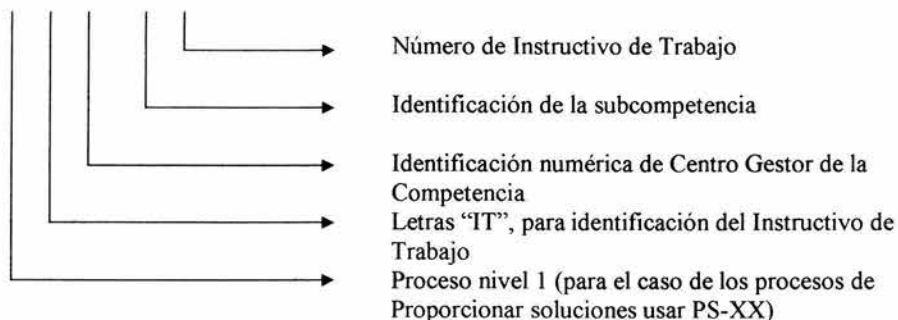 Número de Instructivo de Trabajo
Identificación de la subcompetencia
Identificación numérica de Centro Gestor de la
Competencia
Letras “IT”, para identificación del Instructivo de
Trabajo
Proceso nivel 1 (para el caso de los procesos de
Proporcionar soluciones usar PS-XX)